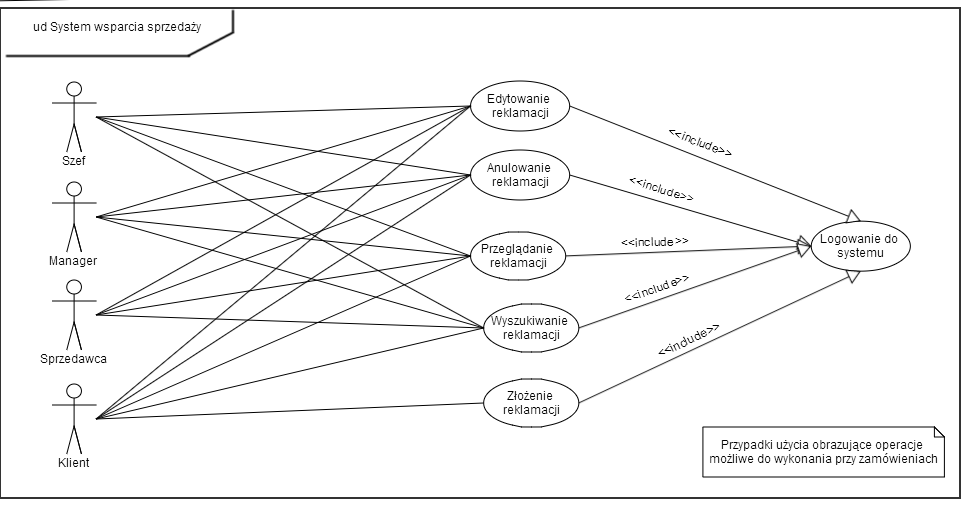 ud System wsparcia sprzedaży
Szef
Manager
Sprzedawca
Klient
Edytowanie
reklamacji
Anulowanie
reklamacji
Przeglądanie
reklamacji
Wyszukiwanie
reklamacji
Złożenie
reklamacji
<<include>>
<<include>>
<<include>>
<<include>>
<<include>>
Logowanie do
systemu
Przypadki użycia obrazujące operacje
możliwe do wykonania przy zamówieniach